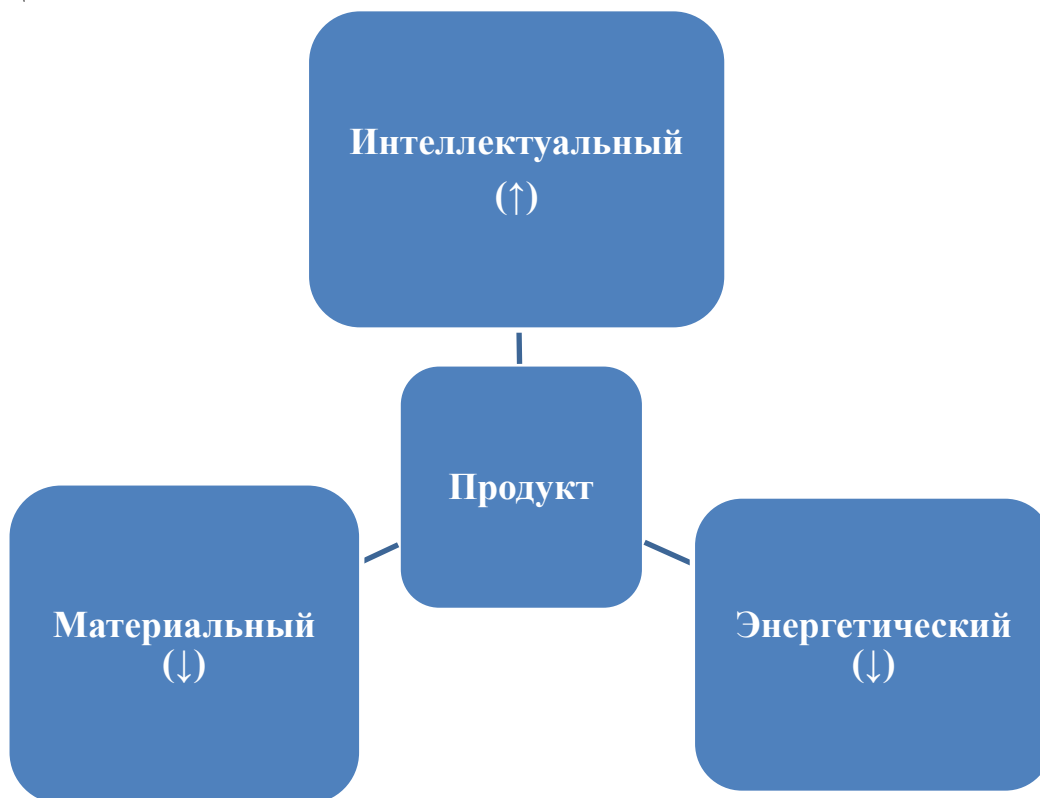 Интеллектуальный
(↑)
Продукт
Материальный
(↓)
Энергетический
(↓)